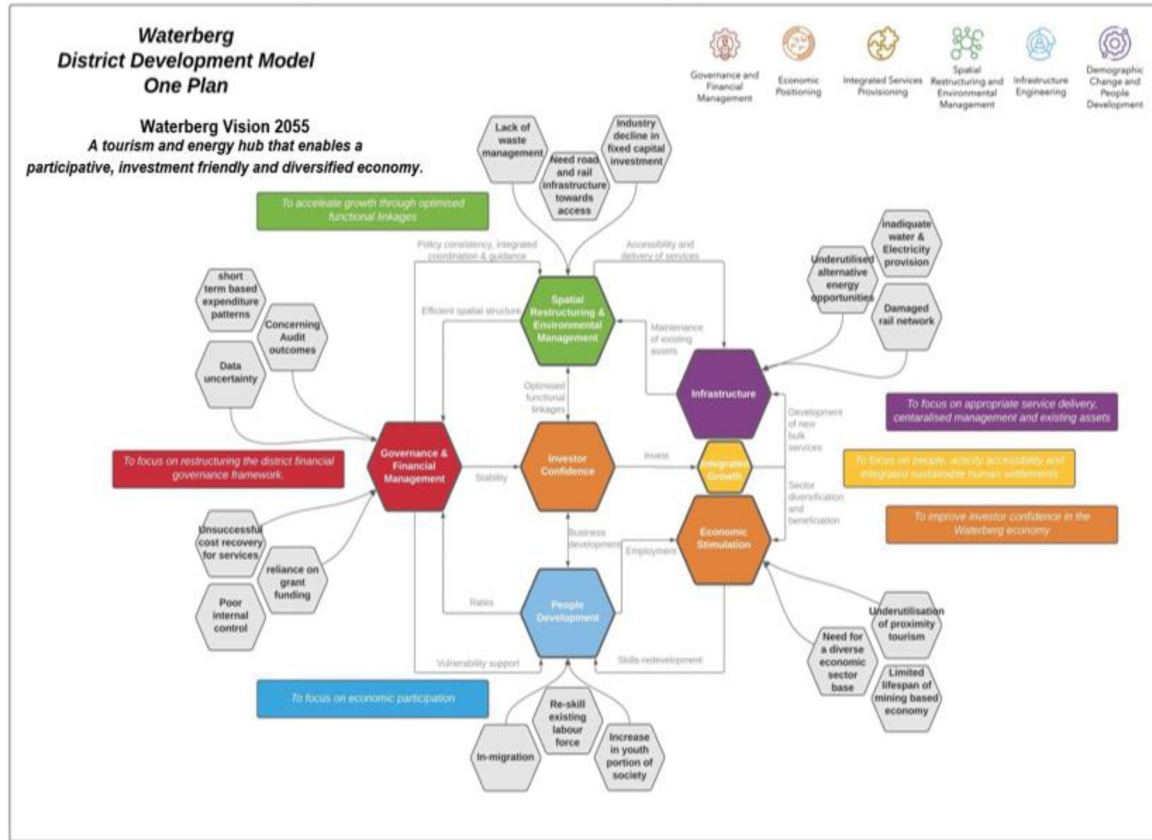 Waterberg
District Development Model
One Plan
Waterberg Vision 2055
A tourism and energy hub that enables a
participative, investment friendly and diversified economy.
Governance and
Financial
Management
Economic
Positioning
Integrated Services
Provisioning
Spatial
Restructuring and
Environmental
Management
Infrastructure
Engineering
Demographic
Change and
People
Development
Lack of
waste
management
Need road
and rail
infrastructure
towards
access
Industry
decline in
fixed capital
investment
To acceleate growth through optimised
functional linkages
Policy consistency, integrated
coordination & guidance
Accessibility and
delivery of services
inadiquate
water &
Electricity
provision
Underutilised
alternative
energy
opportunities
Damaged
rail network
short
term based
expenditure
patterns
Concerning
Audit
outcomes
Data
uncertainty
Efficient spatial structure
Spatial
Restructuring &
Environmental
Management
Maintenance
of existing
assets
Optimised
functional
linkages
Infrastructure
To focus on appropriate service delivery,
centaralised management and existing assets
Development
of new
bulk
services
To focus on restructuring the district financial
governance framework.
Governance &
Financial
Management
Stability
Investor
Confidence
Invest
Integrated
Growth
To focus on people, activity accessibility and
integrated sustainable human settlements
Sector
diversification
and
beneficiation
To improve investor confidence in the
Waterberg economy
Unsuccessful
cost recovery
for services
reliance on
grant
funding
Poor
internal
control
Business
development
Employment
Economic
Stimulation
Rates
People
Development
Vulnerability support
Skills-redevelopment
Underutilisation
of proximity
tourism
Need for
a diverse
economic
sector
base
Limited
lifespan of
mining based
economy
To focus on economic participation
In-migration
Re-skill
existing
labour
force
Increase
in youth
portion of
society